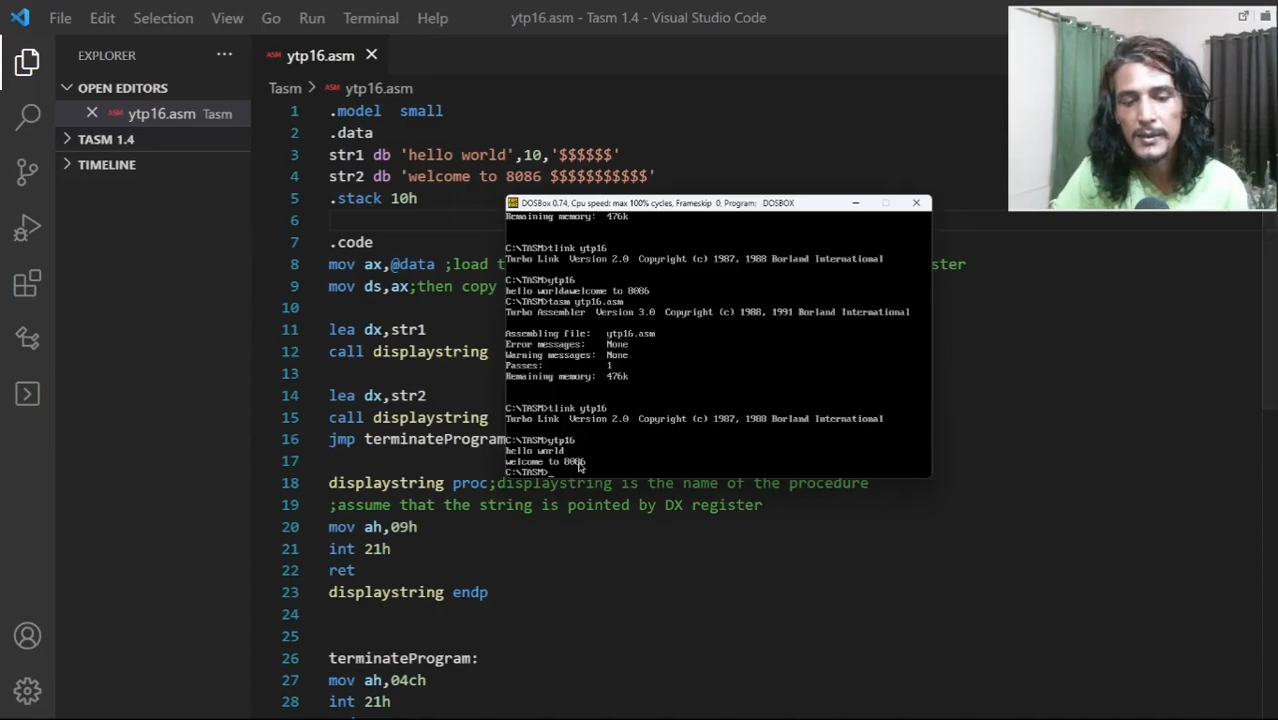 File Edit Selection View Go Run Terminal Help ytp16.asm - Tasm 1.4 - Visual Studio Code
EXPLORER ···
OPEN EDITORS
ytp16.asm Tasm
TASM 1.4
TIMELINE
ASM ytp16.asm
Tasm > ASM ytp16.asm
1 .model small
2 .data
3 str1 db 'hello world',10,'$$$$$$'
4 str2 db 'welcome to 8086 $$$$$$$$$$$'
5 .stack 10h
6
7 .code
8 mov ax,@data ;load t
9 mov ds,ax;then copy
10
11 lea dx,str1
12 call displaystring
13
14 lea dx,str2
15 call displaystring
16 jmp terminateProgram
17
18 displaystring proc;displaystring is the name of the procedure
19 ;assume that the string is pointed by DX register
20 mov ah,09h
21 int 21h
22 ret
23 displaystring endp
24
25
26 terminateProgram:
27 mov ah,04ch
28 int 21h
DOSBox 0.74, Cpu speed: max 100% cycles, Frameskip 0, Program: DOSBOX
Remaining memory: 476k
C:\TASM>tlink ytp16
Turbo Link Version 2.0 Copyright (c) 1987, 1988 Borland International
C:\TASM>ytp16
hello worldawelcome to 8086
C:\TASM>tasm ytp16.asm
Turbo Assembler Version 3.0 Copyright (c) 1988, 1991 Borland International
Assembling file: ytp16.asm
Error messages: None
Warning messages: None
Passes: 1
Remaining memory: 476k
C:\TASM>tlink ytp16
Turbo Link Version 2.0 Copyright (c) 1987, 1988 Borland International
C:\TASM>ytp16
hello world
welcome to 8086
C:\TASM>_